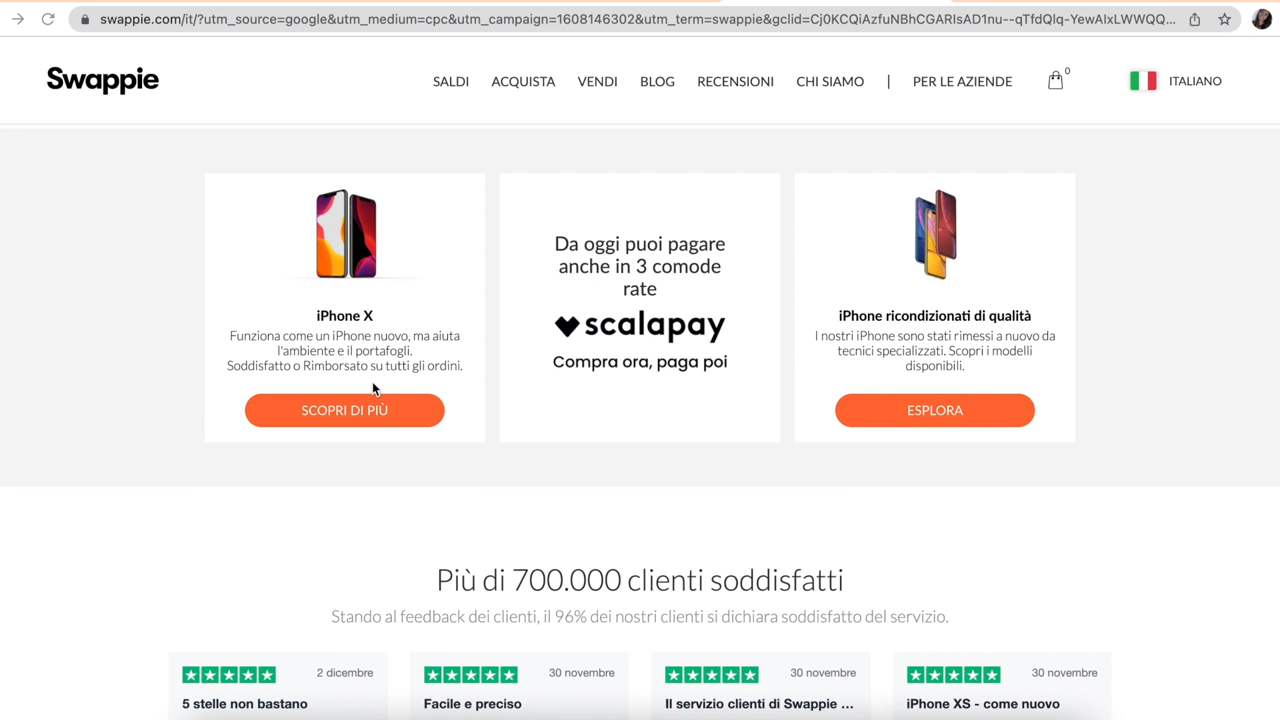 swappie.com/it/?utm_source=google&utm_medium=cpc&utm_campaign=1608146302&utm_term=swappie&gclid=Cj0KCQiAzfuNBhCGARIsAD1nu--qTfdQlq-YewAlxLWWQQ...
Swappie
SALDI
ACQUISTA
VENDI
BLOG
RECENSIONI
CHI SIAMO
|
PER LE AZIENDE
0
ITALIANO
iPhone X
Funziona come un iPhone nuovo, ma aiuta
l'ambiente e il portafogli.
Soddisfatto o Rimborsato su tutti gli ordini.
SCOPRI DI PIÙ
Da oggi puoi pagare
anche in 3 comode
rate
scalapay
Compra ora, paga poi
iPhone ricondizionati di qualità
I nostri iPhone sono stati rimessi a nuovo da
tecnici specializzati. Scopri i modelli
disponibili.
ESPLORA
Più di 700.000 clienti soddisfatti
Stando al feedback dei clienti, il 96% dei nostri clienti si dichiara soddisfatto del servizio.
2 dicembre
5 stelle non bastano
30 novembre
Facile e preciso
30 novembre
Il servizio clienti di Swappie ...
30 novembre
iPhone XS - come nuovo